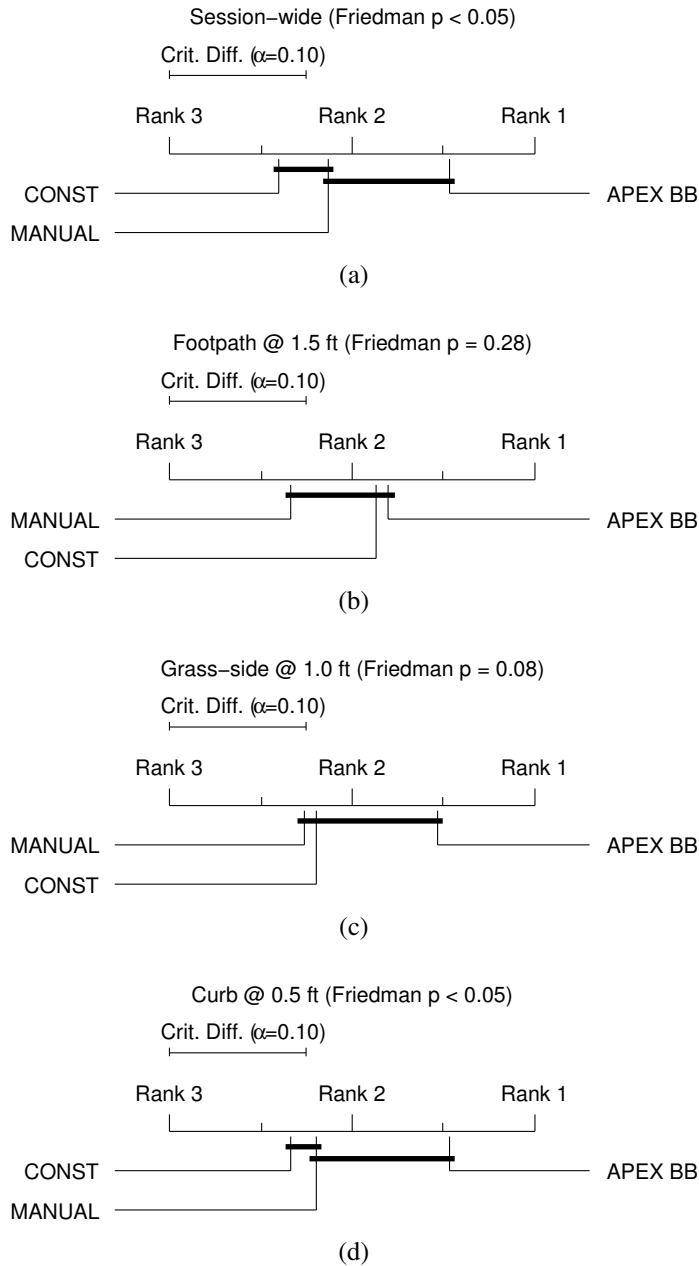 Session−wide (Friedman p < 0.05)
Crit. Diff. (α=0.10)
Rank 3 Rank 2 Rank 1
CONST APEX BB
MANUAL
(a)
Footpath @ 1.5 ft (Friedman p = 0.28)
Crit. Diff. (α=0.10)
Rank 3 Rank 2 Rank 1
MANUAL APEX BB
CONST
(b)
Grass−side @ 1.0 ft (Friedman p = 0.08)
Crit. Diff. (α=0.10)
Rank 3 Rank 2 Rank 1
MANUAL APEX BB
CONST
(c)
Curb @ 0.5 ft (Friedman p < 0.05)
Crit. Diff. (α=0.10)
Rank 3 Rank 2 Rank 1
CONST APEX BB
MANUAL
(d)